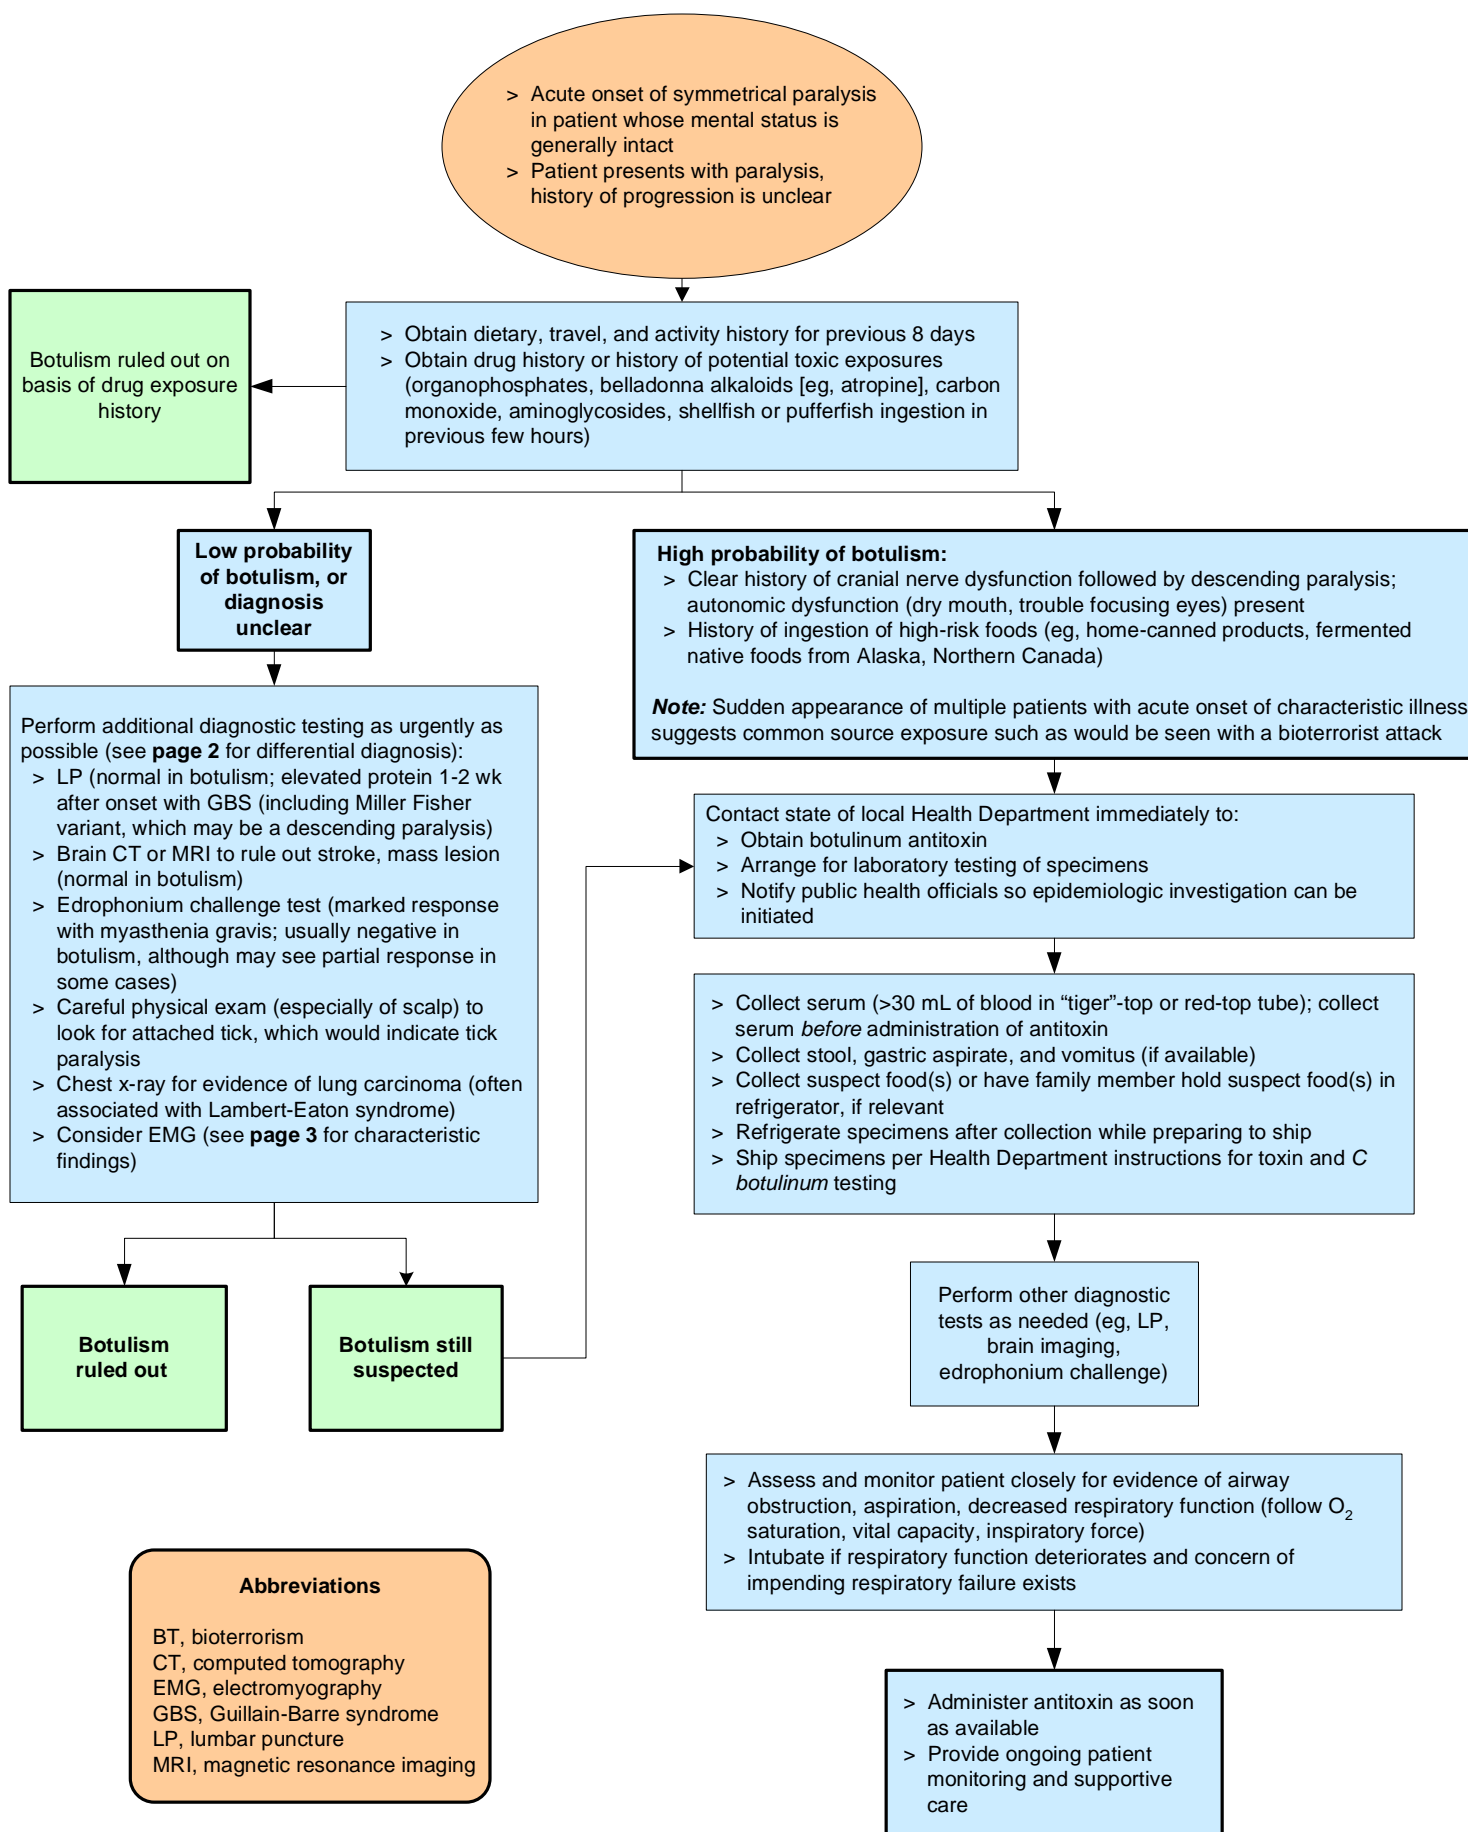 > Acute onset of symmetrical paralysis
in patient whose mental status is
generally intact
> Patient presents with paralysis,
history of progression is unclear
Botulism ruled out on
basis of drug exposure
history
> Obtain dietary, travel, and activity history for previous 8 days
> Obtain drug history or history of potential toxic exposures
(organophosphates, belladonna alkaloids [eg, atropine], carbon
monoxide, aminoglycosides, shellfish or pufferfish ingestion in
previous few hours)
Low probability
of botulism, or
diagnosis
unclear
High probability of botulism:
> Clear history of cranial nerve dysfunction followed by descending paralysis;
autonomic dysfunction (dry mouth, trouble focusing eyes) present
> History of ingestion of high-risk foods (eg, home-canned products, fermented
native foods from Alaska, Northern Canada)
Note: Sudden appearance of multiple patients with acute onset of characteristic illness
suggests common source exposure such as would be seen with a bioterrorist attack
Perform additional diagnostic testing as urgently as
possible (see page 2 for differential diagnosis):
> LP (normal in botulism; elevated protein 1-2 wk
after onset with GBS (including Miller Fisher
variant, which may be a descending paralysis)
> Brain CT or MRI to rule out stroke, mass lesion
(normal in botulism)
> Edrophonium challenge test (marked response
with myasthenia gravis; usually negative in
botulism, although may see partial response in
some cases)
> Careful physical exam (especially of scalp) to
look for attached tick, which would indicate tick
paralysis
> Chest x-ray for evidence of lung carcinoma (often
associated with Lambert-Eaton syndrome)
> Consider EMG (see page 3 for characteristic
findings)
Contact state of local Health Department immediately to:
> Obtain botulinum antitoxin
> Arrange for laboratory testing of specimens
> Notify public health officials so epidemiologic investigation can be
initiated
> Collect serum (>30 mL of blood in “tiger”-top or red-top tube); collect
serum before administration of antitoxin
> Collect stool, gastric aspirate, and vomitus (if available)
> Collect suspect food(s) or have family member hold suspect food(s) in
refrigerator, if relevant
> Refrigerate specimens after collection while preparing to ship
> Ship specimens per Health Department instructions for toxin and C
botulinum testing
Botulism
ruled out
Botulism still
suspected
Perform other diagnostic
tests as needed (eg, LP,
brain imaging,
edrophonium challenge)
> Assess and monitor patient closely for evidence of airway
obstruction, aspiration, decreased respiratory function (follow O2
saturation, vital capacity, inspiratory force)
> Intubate if respiratory function deteriorates and concern of
impending respiratory failure exists
Abbreviations
BT, bioterrorism
CT, computed tomography
EMG, electromyography
GBS, Guillain-Barre syndrome
LP, lumbar puncture
MRI, magnetic resonance imaging
> Administer antitoxin as soon
as available
> Provide ongoing patient
monitoring and supportive
care